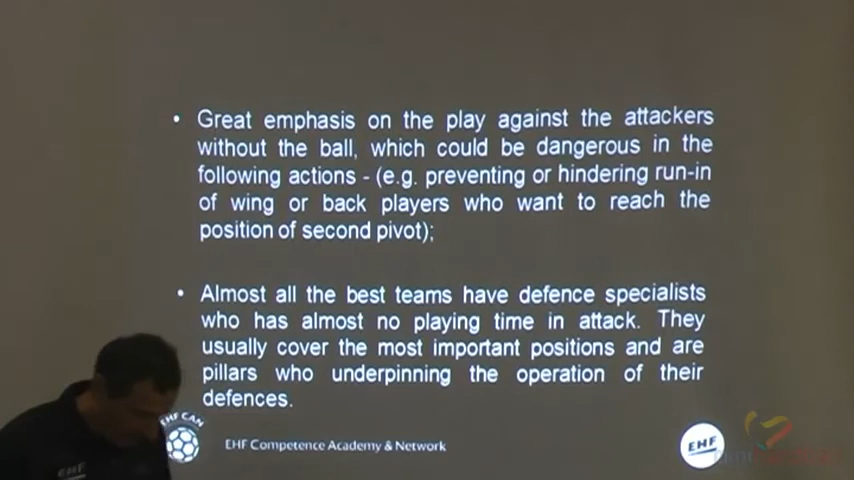 • Great emphasis on the play against the attackers
without the ball, which could be dangerous in the
following actions - (e.g. preventing or hindering run-in
of wing or back players who want to reach the
position of second pivot);
• Almost all the best teams have defence specialists
who has almost no playing time in attack. They
usually cover the most important positions and are
pillars who underpinning the operation of their
defences.
EHF CAN
EHF Competence Academy & Network
EHF
EHF